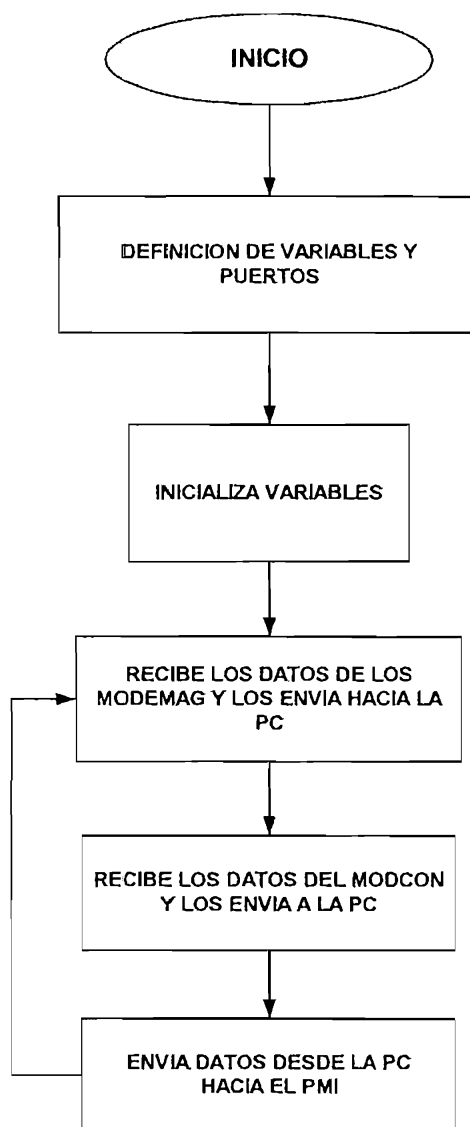 INICIO
DEFINICION DE VARIABLES Y
PUERTOS
INICIALIZA VARIABLES
RECIBE LOS DATOS DE LOS
MODEMAG Y LOS ENVIA HACIA LA
PC
RECIBE LOS DATOS DEL MODCON
Y LOS ENVIA A LA PC
ENVIA DATOS DESDE LA PC
HACIA EL PMI